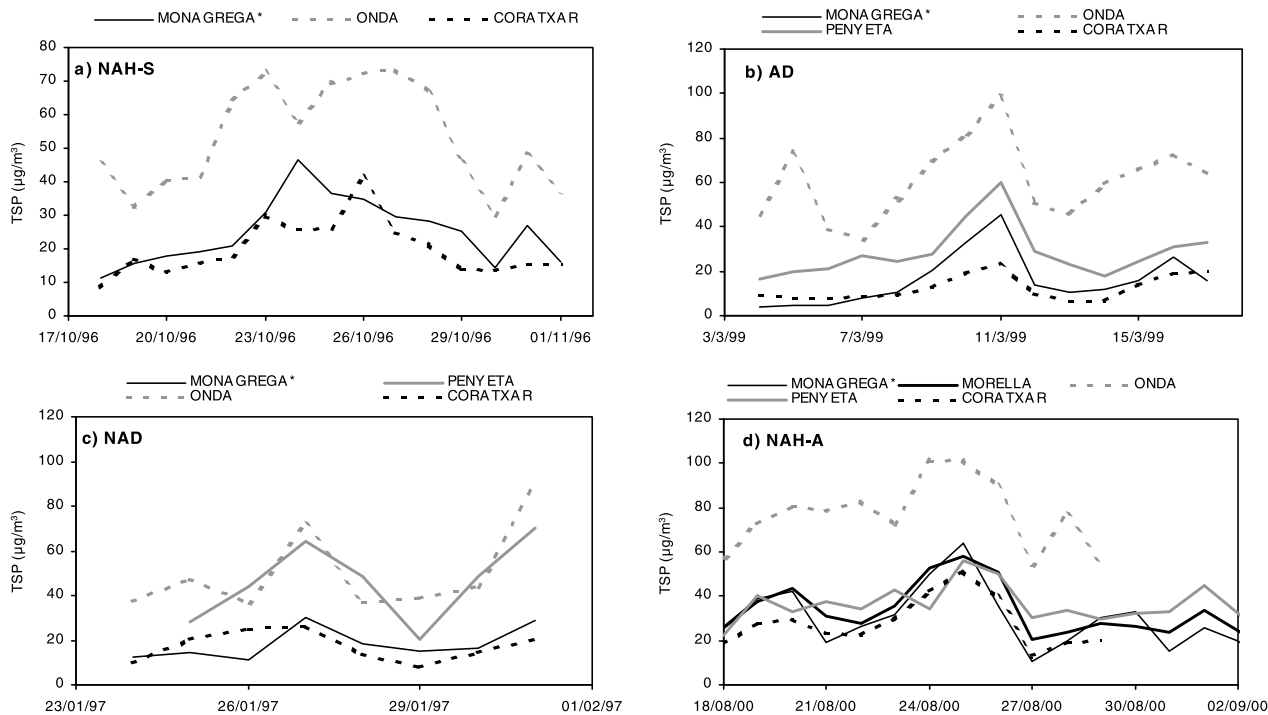 MONAGREGA* ONDA CORATXAR
80
70
60
50
40
30
20
10
0
TSP (µg/m³)
a) NAH-S
17/10/96 20/10/96 23/10/96 26/10/96 29/10/96 01/11/96
MONAGREGA* ONDA
PENYETA CORATXAR
120
100
80
60
40
20
0
TSP (µg/m³)
b) AD
3/3/99 7/3/99 11/3/99 15/3/99
MONAGREGA* PENYETA
ONDA CORATXAR
120
100
80
60
40
20
0
TSP (µg/m³)
c) NAD
23/01/97 26/01/97 29/01/97 01/02/97
MONAGREGA* MORELLA ONDA
PENYETA CORATXAR
120
100
80
60
40
20
0
TSP (µg/m³)
d) NAH-A
18/08/00 21/08/00 24/08/00 27/08/00 30/08/00 02/09/00